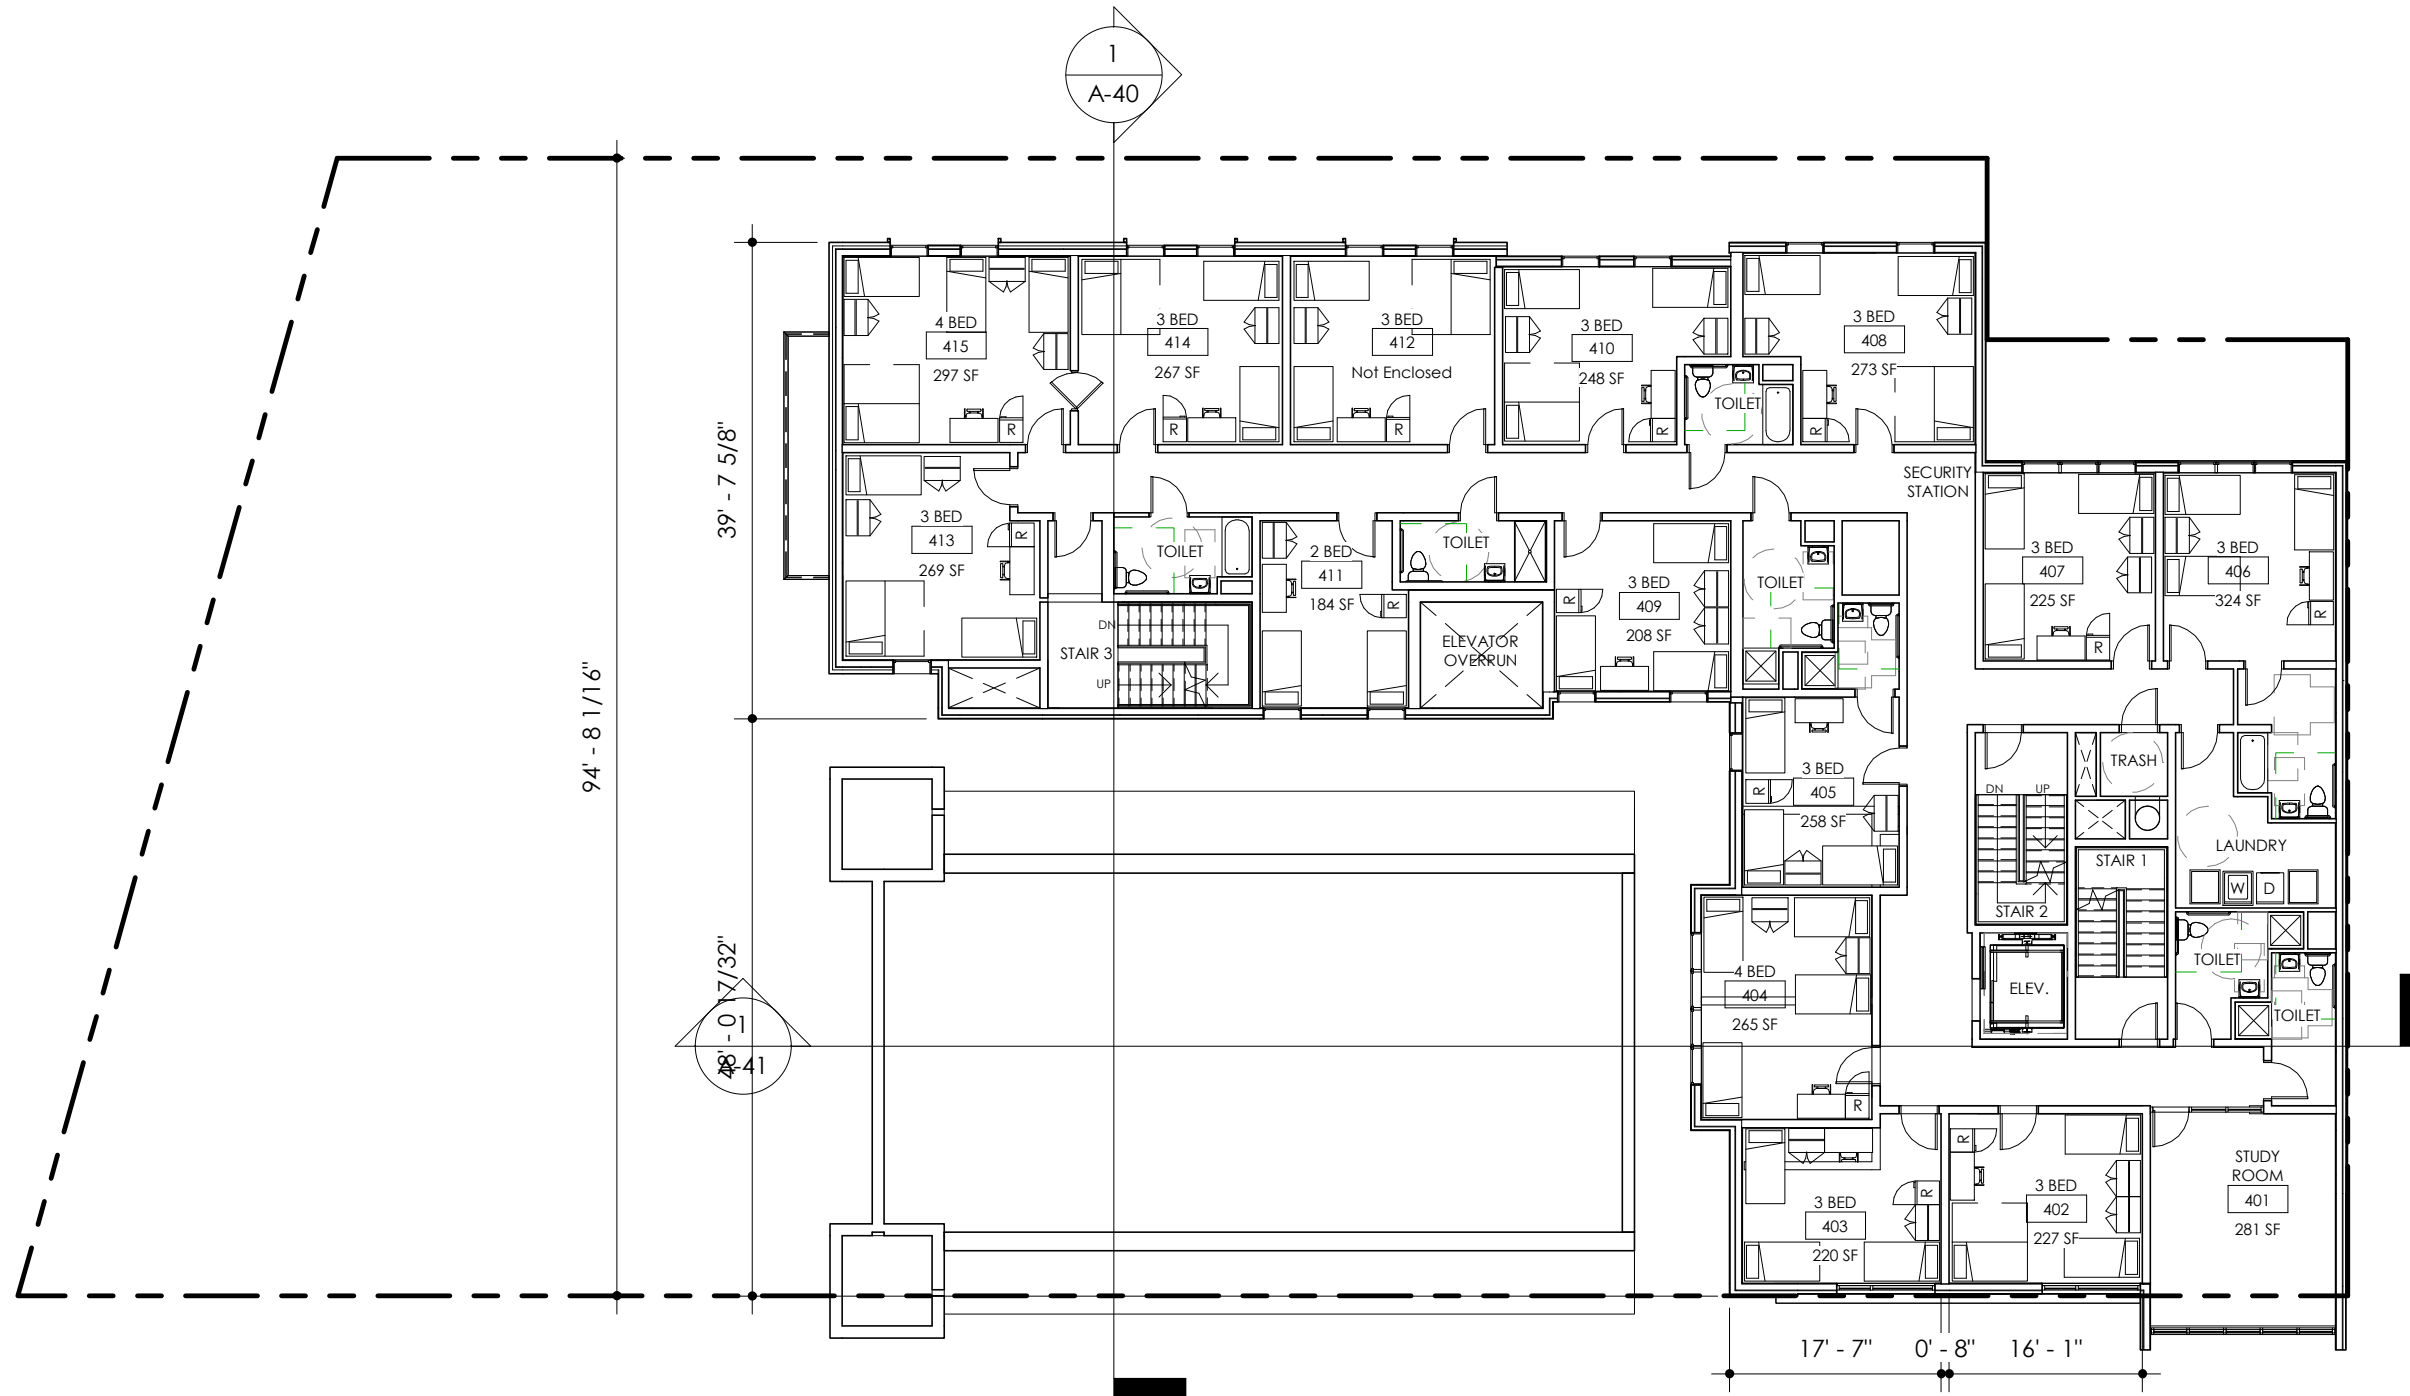 1
A-40
4 BED
415
297 SF
R
3 BED
414
267 SF
R
3 BED
412
Not Enclosed
R
3 BED
410
248 SF
R
TOILET
3 BED
408
273 SF
R
39' - 7 5/8"
SECURITY
STATION
3 BED
413
269 SF
R
TOILET
2 BED
411
184 SF
R
TOILET
3 BED
409
208 SF
R
TOILET
3 BED
407
225 SF
R
3 BED
406
324 SF
R
STAIR 3
DN
UP
ELEVATOR
OVERRUN
94' - 8 1/16"
3 BED
405
258 SF
R
DN
UP
STAIR 2
TRASH
STAIR 1
LAUNDRY
W
D
4 BED
404
265 SF
R
ELEV.
TOILET
TOILET
48' - 0 17/32"
1
A-41
3 BED
403
220 SF
R
3 BED
402
227 SF
R
STUDY
ROOM
401
281 SF
17' - 7"
0' - 8"
16' - 1"